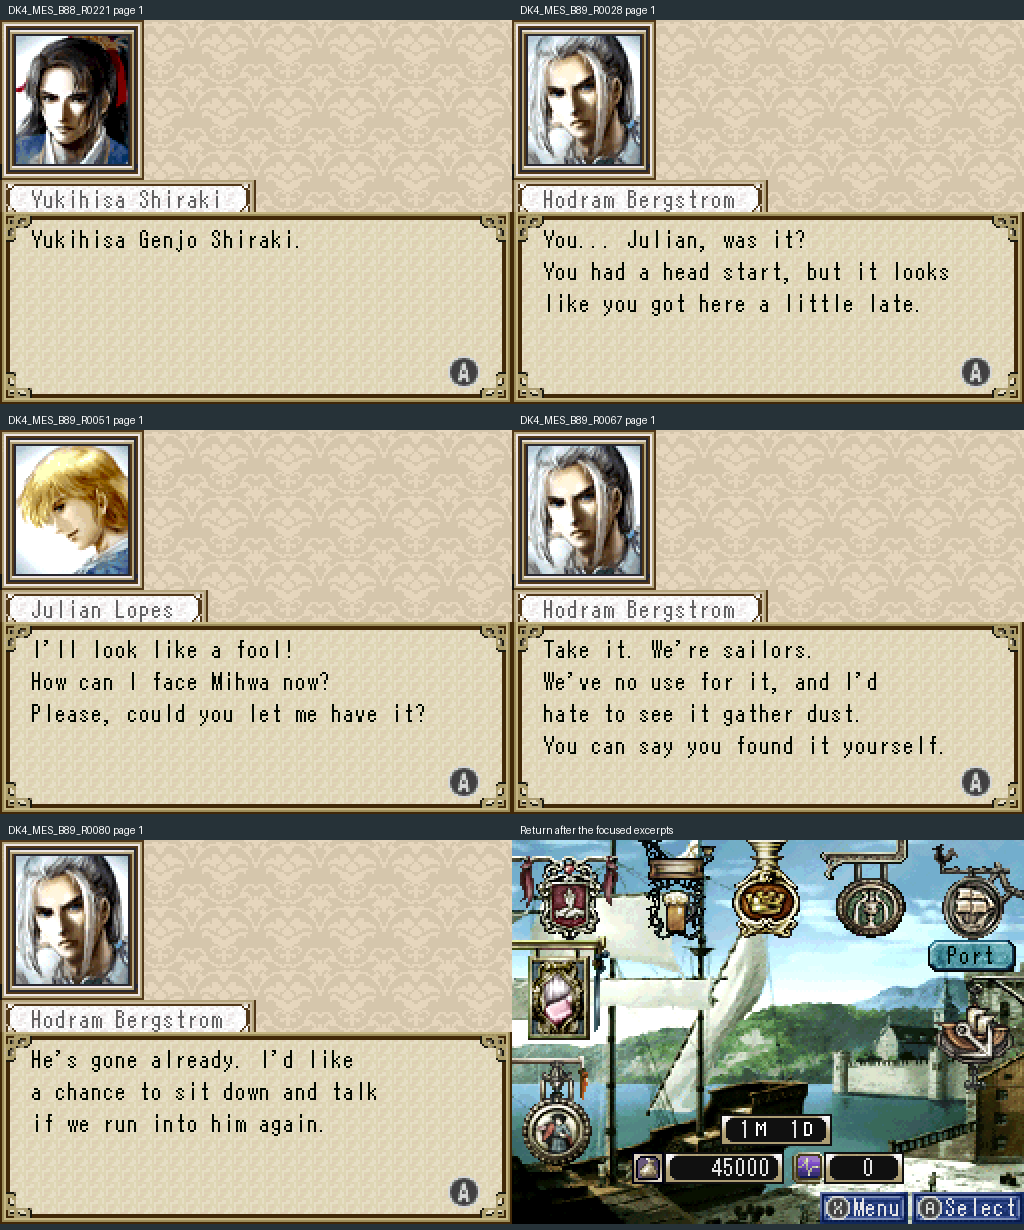 DK4_MES_B88_R0221 page 1
Yukihisa Shiraki
Yukihisa Genjo Shiraki.
A
DK4_MES_B89_R0028 page 1
Hodram Bergstrom
You... Julian, was it?
You had a head start, but it looks
like you got here a little late.
A
DK4_MES_B89_R0051 page 1
Julian Lopes
I'll look like a fool!
How can I face Mihwa now?
Please, could you let me have it?
A
DK4_MES_B89_R0067 page 1
Hodram Bergstrom
Take it. We're sailors.
We've no use for it, and I'd
hate to see it gather dust.
You can say you found it yourself.
A
DK4_MES_B89_R0080 page 1
Hodram Bergstrom
He's gone already. I'd like
a chance to sit down and talk
if we run into him again.
A
Return after the focused excerpts
Port
1M 1D
45000
0
X Menu
A Select